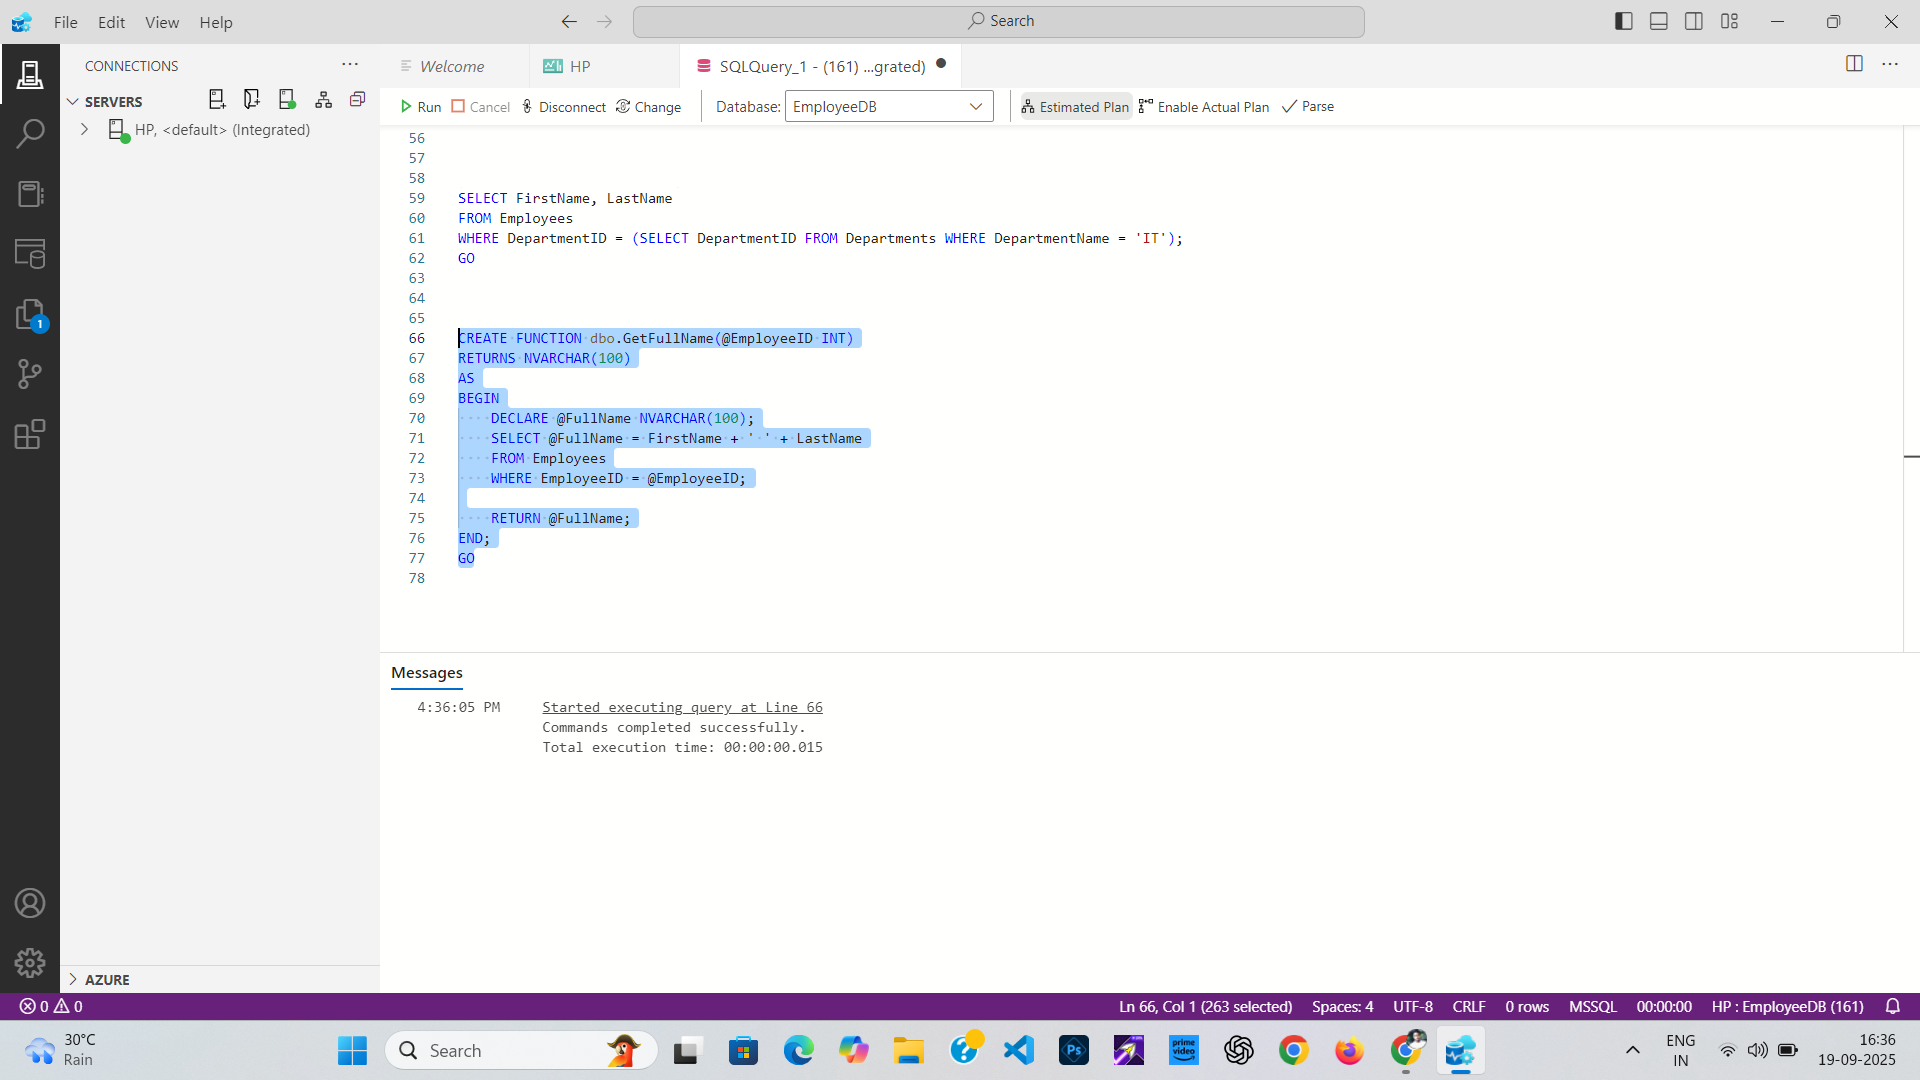 File Edit View Help
Search
CONNECTIONS
SERVERS
HP, <default> (Integrated)
Welcome
HP
SQLQuery_1 - (161) ...grated)
Run Cancel Disconnect Change Database: EmployeeDB Estimated Plan Enable Actual Plan Parse
56
57
58
59 SELECT FirstName, LastName
60 FROM Employees
61 WHERE DepartmentID = (SELECT DepartmentID FROM Departments WHERE DepartmentName = 'IT');
62 GO
63
64
65
66 CREATE FUNCTION dbo.GetFullName(@EmployeeID INT)
67 RETURNS NVARCHAR(100)
68 AS
69 BEGIN
70     DECLARE @FullName NVARCHAR(100);
71     SELECT @FullName = FirstName + ' ' + LastName
72     FROM Employees
73     WHERE EmployeeID = @EmployeeID;
74
75     RETURN @FullName;
76 END;
77 GO
78
1
Messages
4:36:05 PM Started executing query at Line 66
Commands completed successfully.
Total execution time: 00:00:00.015
AZURE
0 0 Ln 66, Col 1 (263 selected) Spaces: 4 UTF-8 CRLF 0 rows MSSQL 00:00:00 HP : EmployeeDB (161)
30°C
Rain
Search
Ps
prime video
ENG
IN
16:36
19-09-2025